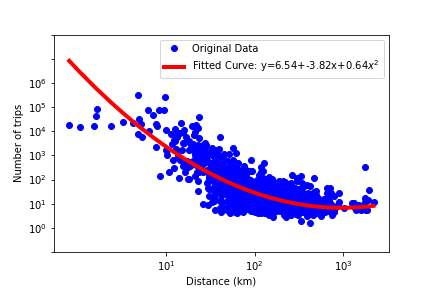 Original Data
Fitted Curve: y=6.54+-3.82x+0.64x²
Number of trips
10⁶
10⁵
10⁴
10³
10²
10¹
10⁰
10¹ 10² 10³
Distance (km)